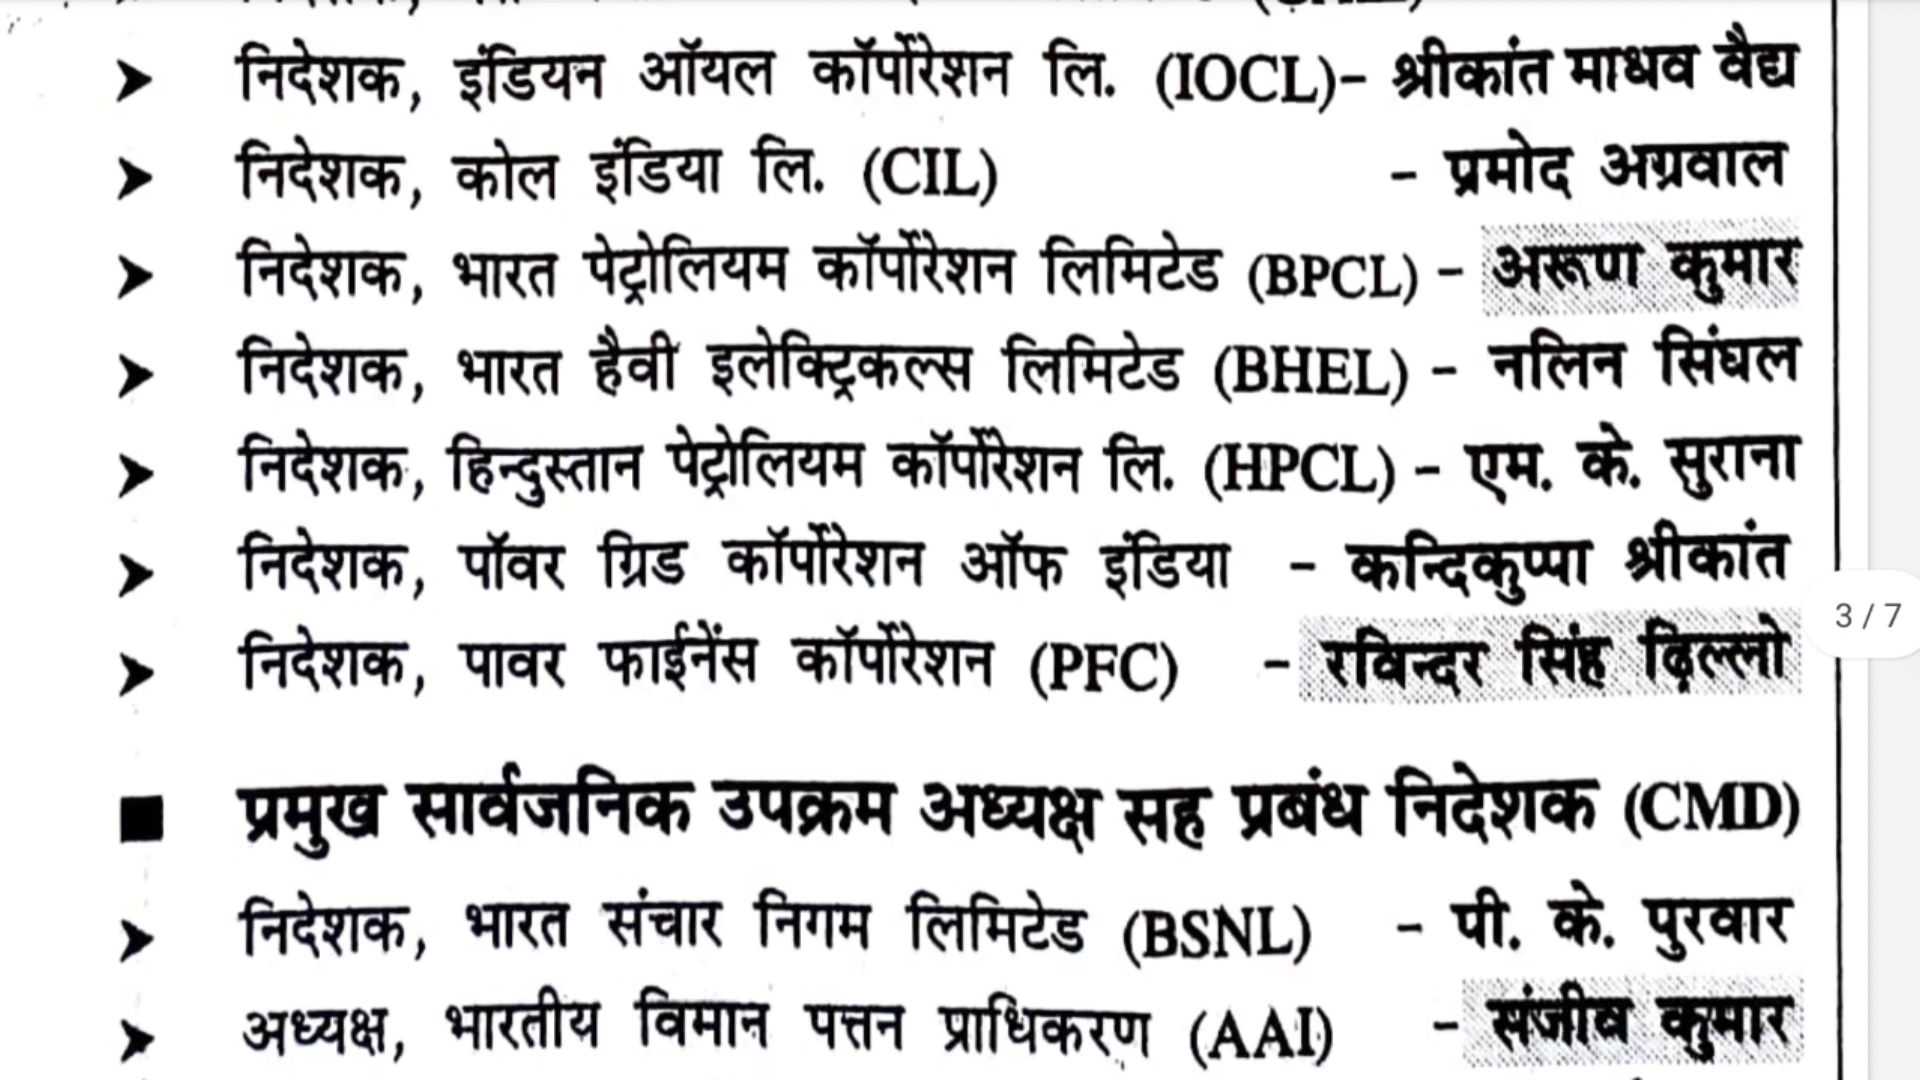 ➤ निदेशक, इंडियन ऑयल कॉर्पोरेशन लि. (IOCL)- श्रीकांत माधव वैद्य
➤ निदेशक, कोल इंडिया लि. (CIL) - प्रमोद अग्रवाल
➤ निदेशक, भारत पेट्रोलियम कॉर्पोरेशन लिमिटेड (BPCL) - अरूण कुमार
➤ निदेशक, भारत हैवी इलेक्ट्रिकल्स लिमिटेड (BHEL) - नलिन सिंघल
➤ निदेशक, हिन्दुस्तान पेट्रोलियम कॉर्पोरेशन लि. (HPCL) - एम. के. सुराना
➤ निदेशक, पॉवर ग्रिड कॉर्पोरेशन ऑफ इंडिया - कन्दिकुप्पा श्रीकांत
3 / 7
➤ निदेशक, पावर फाईनेंस कॉर्पोरेशन (PFC) - रविन्दर सिंह ढ़िल्लो
■ प्रमुख सार्वजनिक उपक्रम अध्यक्ष सह प्रबंध निदेशक (CMD)
➤ निदेशक, भारत संचार निगम लिमिटेड (BSNL) - पी. के. पुरवार
➤ अध्यक्ष, भारतीय विमान पत्तन प्राधिकरण (AAI) - संजीव कुमार